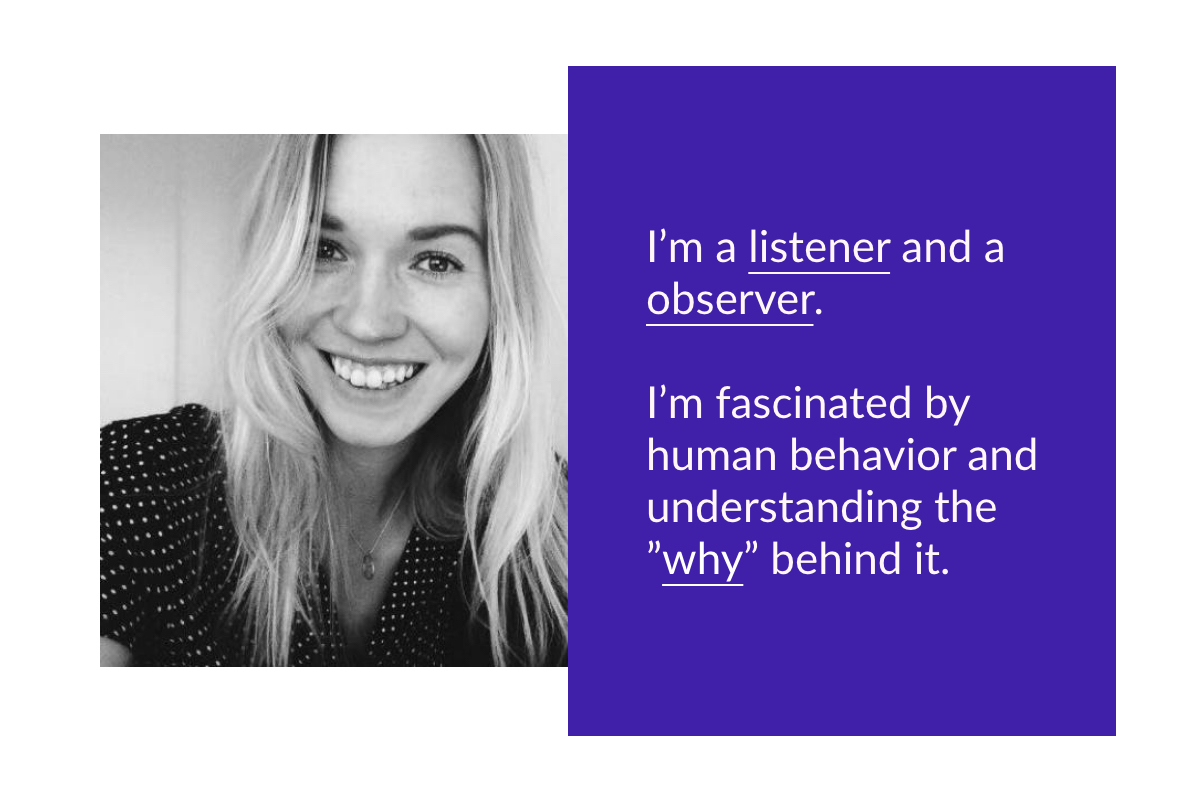 I’m a listener and a
observer.
I’m fascinated by
human behavior and
understanding the
”why” behind it.